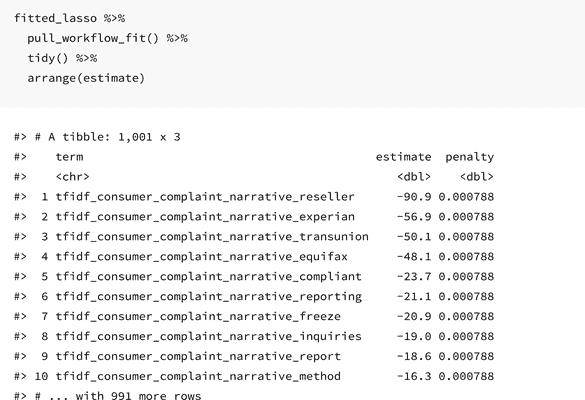 fitted_lasso %>%
  pull_workflow_fit() %>%
  tidy() %>%
  arrange(estimate)
#> # A tibble: 1,001 x 3
#>    term                                         estimate  penalty
#>    <chr>                                           <dbl>    <dbl>
#>  1 tfidf_consumer_complaint_narrative_reseller     -90.9 0.000788
#>  2 tfidf_consumer_complaint_narrative_experian     -56.9 0.000788
#>  3 tfidf_consumer_complaint_narrative_transunion   -50.1 0.000788
#>  4 tfidf_consumer_complaint_narrative_equifax      -48.1 0.000788
#>  5 tfidf_consumer_complaint_narrative_compliant    -23.7 0.000788
#>  6 tfidf_consumer_complaint_narrative_reporting    -21.1 0.000788
#>  7 tfidf_consumer_complaint_narrative_freeze       -20.9 0.000788
#>  8 tfidf_consumer_complaint_narrative_inquiries    -19.0 0.000788
#>  9 tfidf_consumer_complaint_narrative_report       -18.6 0.000788
#> 10 tfidf_consumer_complaint_narrative_method       -16.3 0.000788
#> # ... with 991 more rows